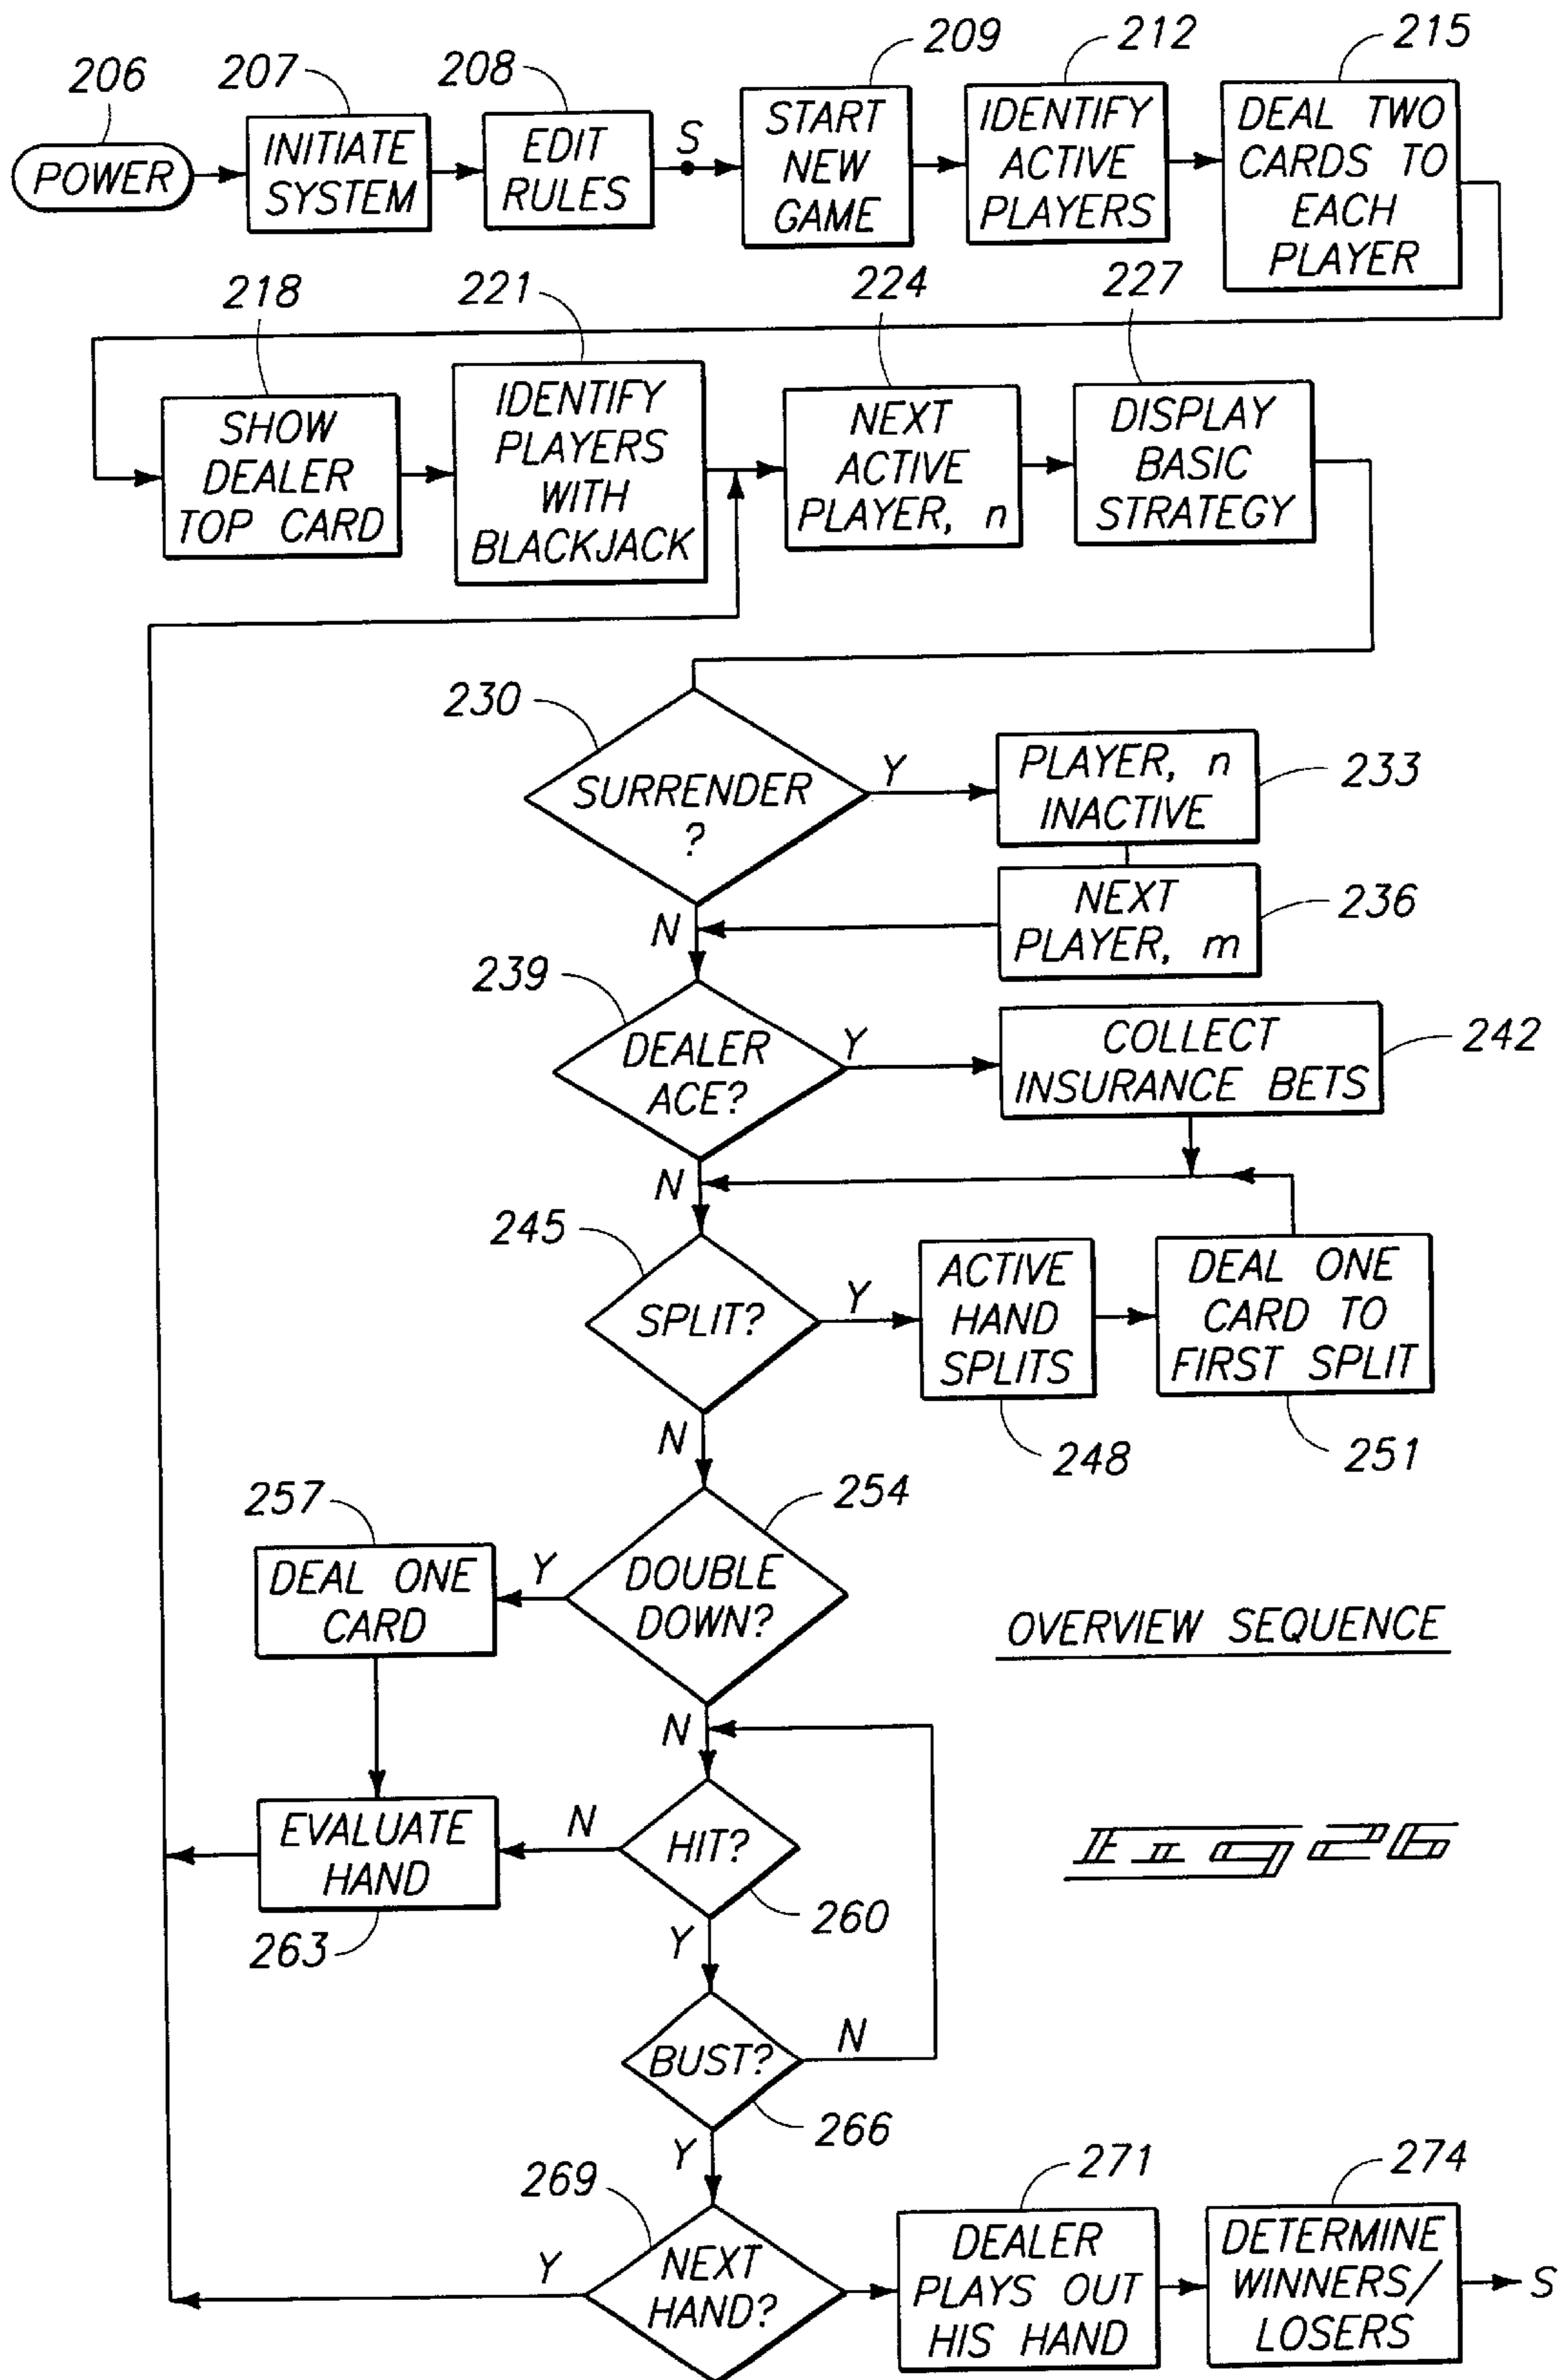 206
207
208
209
212
215
POWER
INITIATE
SYSTEM
EDIT
RULES
S
START
NEW
GAME
IDENTIFY
ACTIVE
PLAYERS
DEAL TWO
CARDS TO
EACH
PLAYER
218
221
224
227
SHOW
DEALER
TOP CARD
IDENTIFY
PLAYERS
WITH
BLACKJACK
NEXT
ACTIVE
PLAYER, n
DISPLAY
BASIC
STRATEGY
230
SURRENDER
?
Y
PLAYER, n
INACTIVE
233
N
NEXT
PLAYER, m
236
239
DEALER
ACE?
Y
COLLECT
INSURANCE BETS
242
N
245
SPLIT?
Y
ACTIVE
HAND
SPLITS
DEAL ONE
CARD TO
FIRST SPLIT
248
251
N
254
257
DOUBLE
DOWN?
Y
DEAL ONE
CARD
OVERVIEW SEQUENCE
N
HIT?
N
EVALUATE
HAND
260
263
Fig 26
Y
BUST?
N
266
Y
269
271
274
NEXT
HAND?
Y
DEALER
PLAYS OUT
HIS HAND
DETERMINE
WINNERS/
LOSERS
S